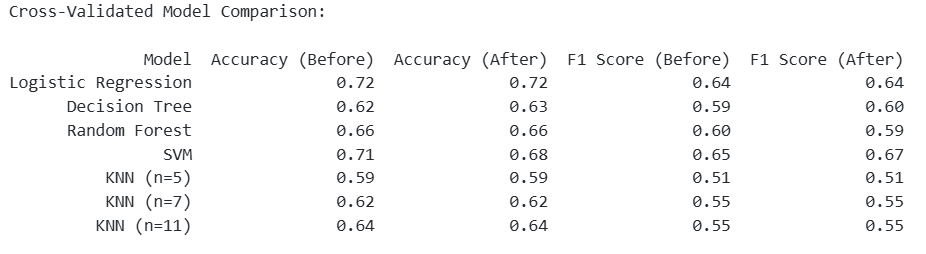 Cross-Validated Model Comparison:
Model Accuracy (Before) Accuracy (After) F1 Score (Before) F1 Score (After)
Logistic Regression 0.72 0.72 0.64 0.64
Decision Tree 0.62 0.63 0.59 0.60
Random Forest 0.66 0.66 0.60 0.59
SVM 0.71 0.68 0.65 0.67
KNN (n=5) 0.59 0.59 0.51 0.51
KNN (n=7) 0.62 0.62 0.55 0.55
KNN (n=11) 0.64 0.64 0.55 0.55